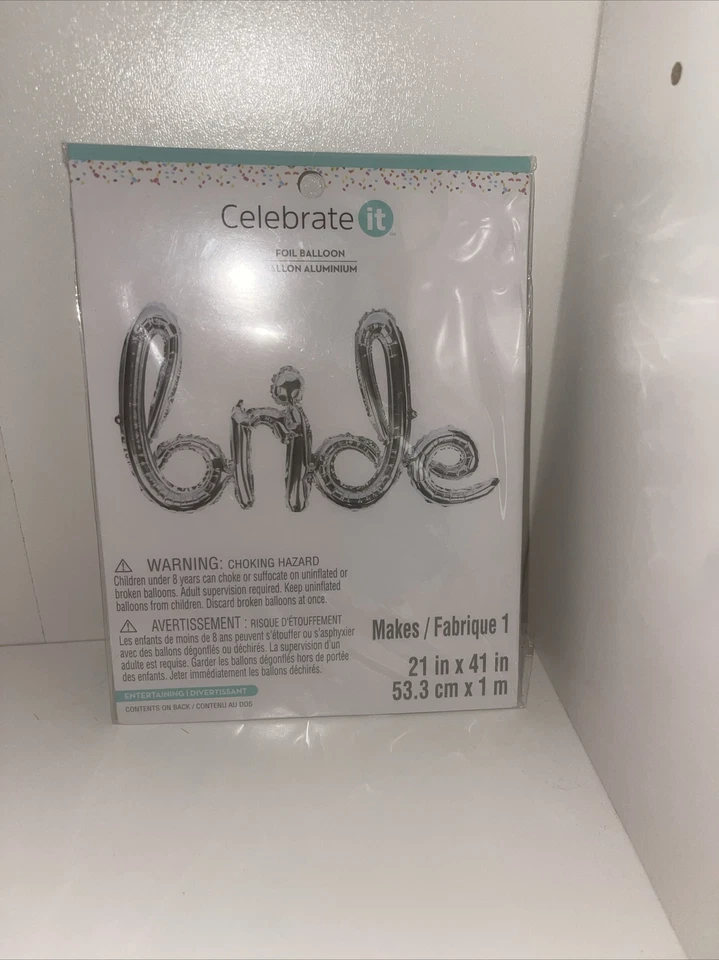 Celebrate it
FOIL BALLOON
ALLON ALUMINIUM
bride
WARNING: CHOKING HAZARD
Children under 8 years can choke or suffocate on uninflated or
broken balloons. Adult supervision required. Keep uninflated
balloons from children. Discard broken balloons at once.
AVERTISSEMENT : RISQUE D'ÉTOUFFEMENT
Les enfants de moins de 8 ans peuvent s'étouffer ou s'asphyxier
avec des ballons dégonflés ou déchirés. La supervision d'un
adulte est requise. Garder les ballons dégonflés hors de portée
des enfants. Jeter immédiatement les ballons déchirés.
Makes / Fabrique 1
21 in x 41 in
53.3 cm x 1 m
ENTERTAINING | DIVERTISSANT
CONTENTS ON BACK / CONTENU AU DOS